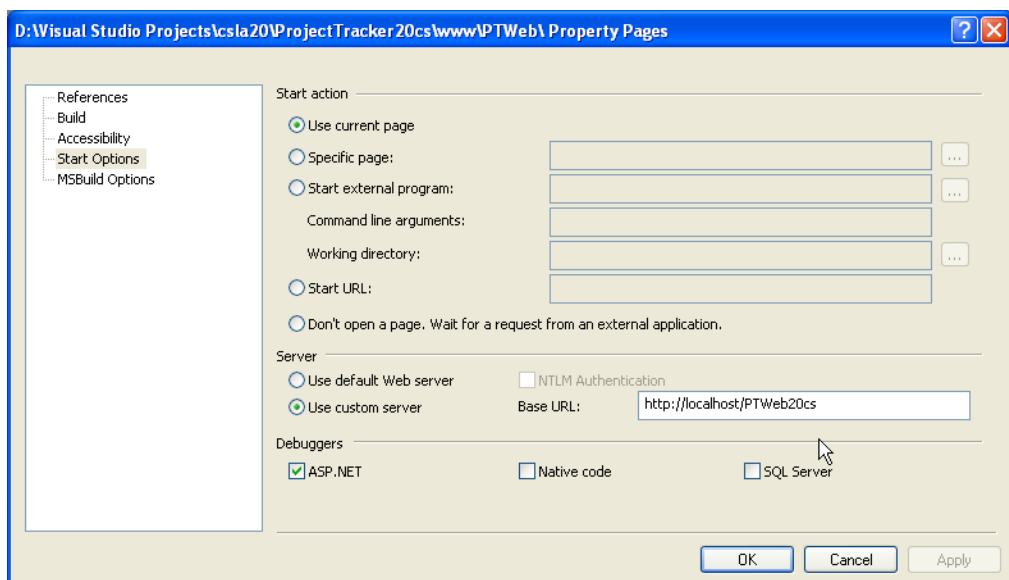 D:\Visual Studio Projects\csla20\ProjectTracker20cs\www\PTWeb\ Property Pages
References
Build
Accessibility
Start Options
MSBuild Options
Start action
Use current page
Specific page:
...
Start external program:
...
Command line arguments:
Working directory:
...
Start URL:
Don't open a page. Wait for a request from an external application.
Server
Use default Web server NTLM Authentication
Use custom server Base URL: http://localhost/PTWeb20cs
Debuggers
ASP.NET Native code SQL Server
OK Cancel Apply